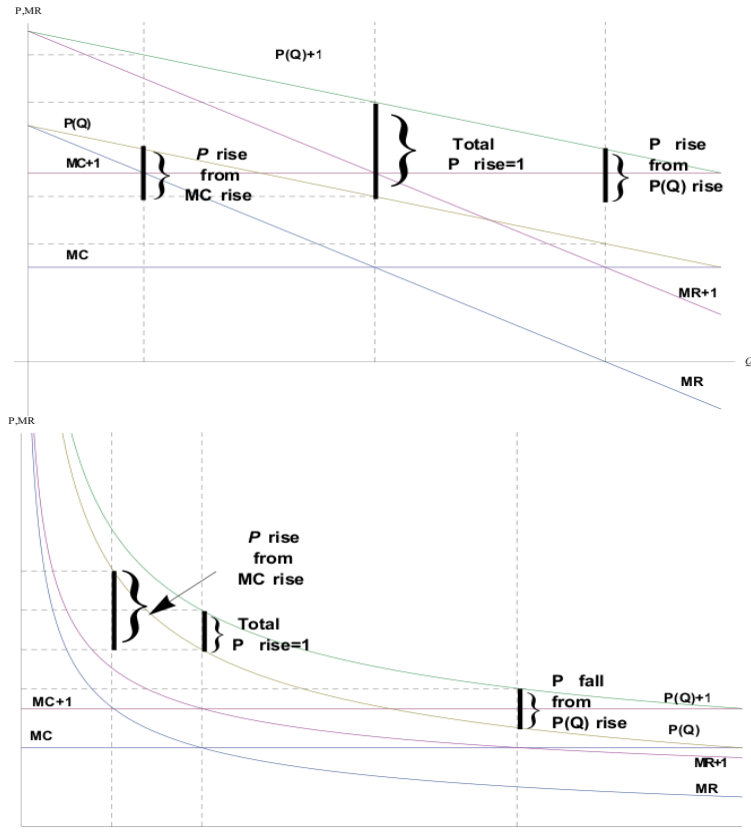 P,MR
P(Q)+1
P(Q)
MC+1
P rise
from
MC rise
Total
P rise=1
P rise
from
P(Q) rise
MC
MR+1
Q
MR
P,MR
P rise
from
MC rise
Total
P rise=1
P fall
from
P(Q) rise
MC+1
P(Q)+1
MC
P(Q)
MR+1
MR